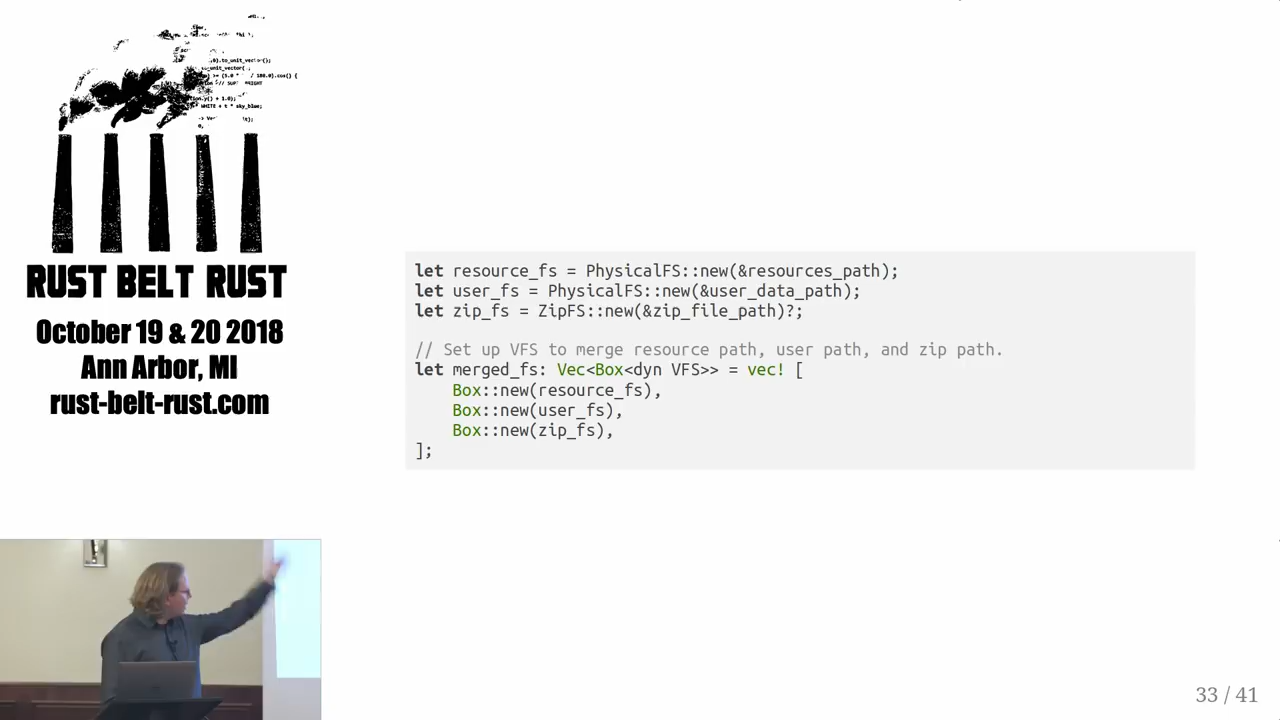 RUST BELT RUST
October 19 & 20 2018
Ann Arbor, MI
rust-belt-rust.com
let resource_fs = PhysicalFS::new(&resources_path);
let user_fs = PhysicalFS::new(&user_data_path);
let zip_fs = ZipFS::new(&zip_file_path)?;
// Set up VFS to merge resource path, user path, and zip path.
let merged_fs: Vec<Box<dyn VFS>> = vec! [
    Box::new(resource_fs),
    Box::new(user_fs),
    Box::new(zip_fs),
];
33 / 41